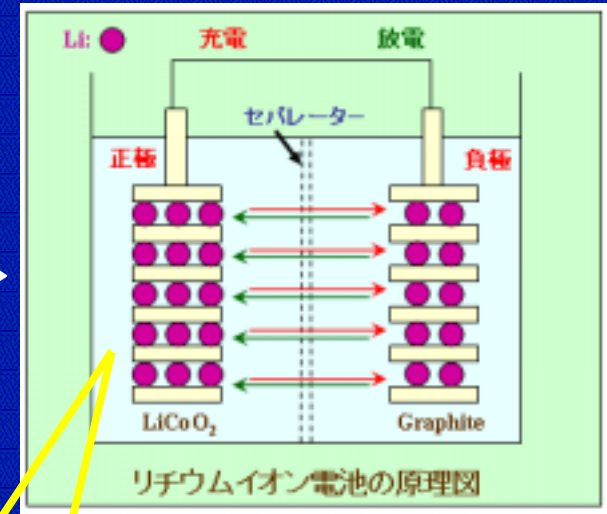 Li: 充電 放電
セパレーター
正極 負極
LiCoO₂ Graphite
リチウムイオン電池の原理図